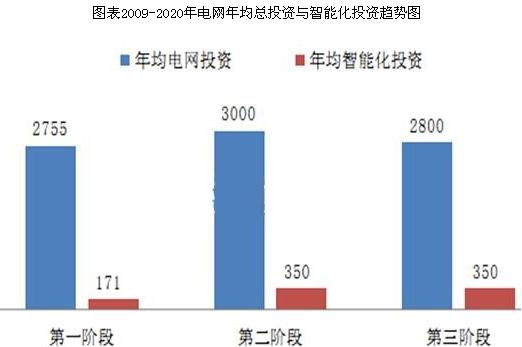 图表2009-2020年电网年均总投资与智能化投资趋势图
年均电网投资 年均智能化投资
2755 3000 2800
171 350 350
第一阶段 第二阶段 第三阶段